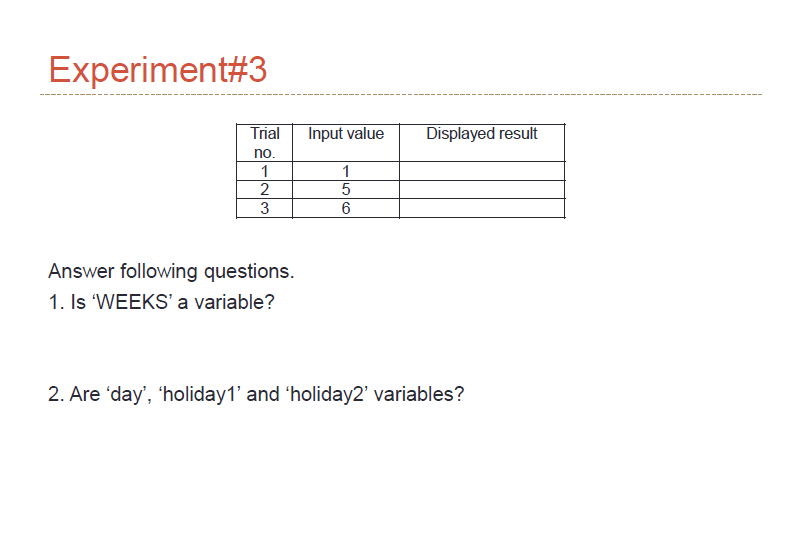 Experiment#3
Trial no. Input value Displayed result
1 1
2 5
3 6
Answer following questions.
1. Is ‘WEEKS’ a variable?
2. Are ‘day’, ‘holiday1’ and ‘holiday2’ variables?